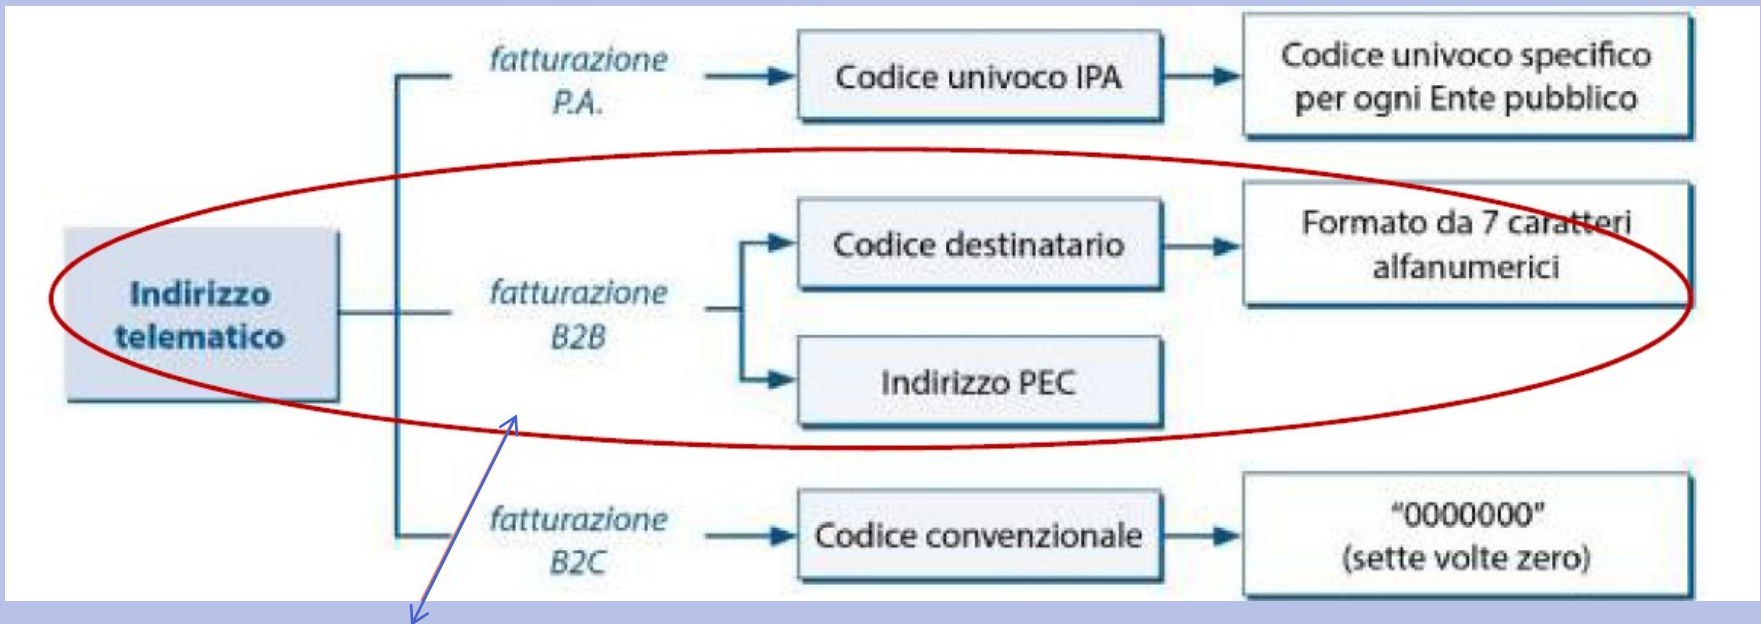 fatturazione
P.A.
Codice univoco IPA
Codice univoco specifico
per ogni Ente pubblico
Indirizzo
telematico
fatturazione
B2B
Codice destinatario
Formato da 7 caratteri
alfanumerici
Indirizzo PEC
fatturazione
B2C
Codice convenzionale
"0000000"
(sette volte zero)